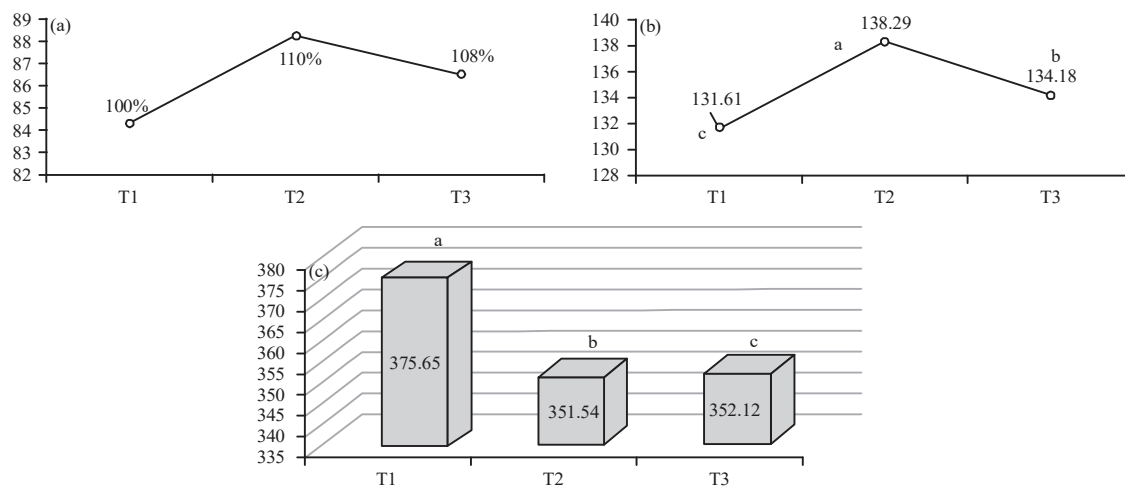 (a)
89
88
87
86
85
84
83
82
100%
110%
108%
T1
T2
T3
(b)
140
138
136
134
132
130
128
131.61
c
a
138.29
b
134.18
T1
T2
T3
(c)
380
375
370
365
360
355
350
345
340
335
a
375.65
b
351.54
c
352.12
T1
T2
T3